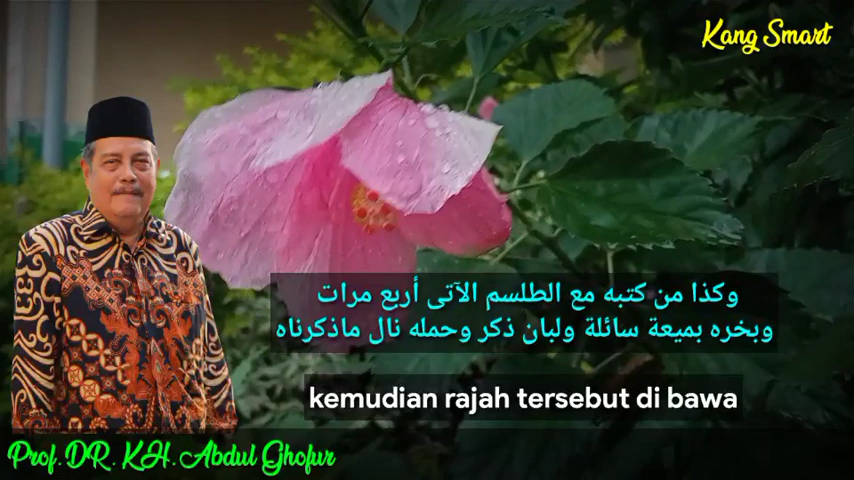 Kang Smart
وكذا من كتبه مع الطلسم الآتى أربع مرات
وبخره بميعة سائلة ولبان ذكر وحمله نال ماذكرناه
kemudian rajah tersebut di bawa
Prof. DR. KH. Abdul Ghofur